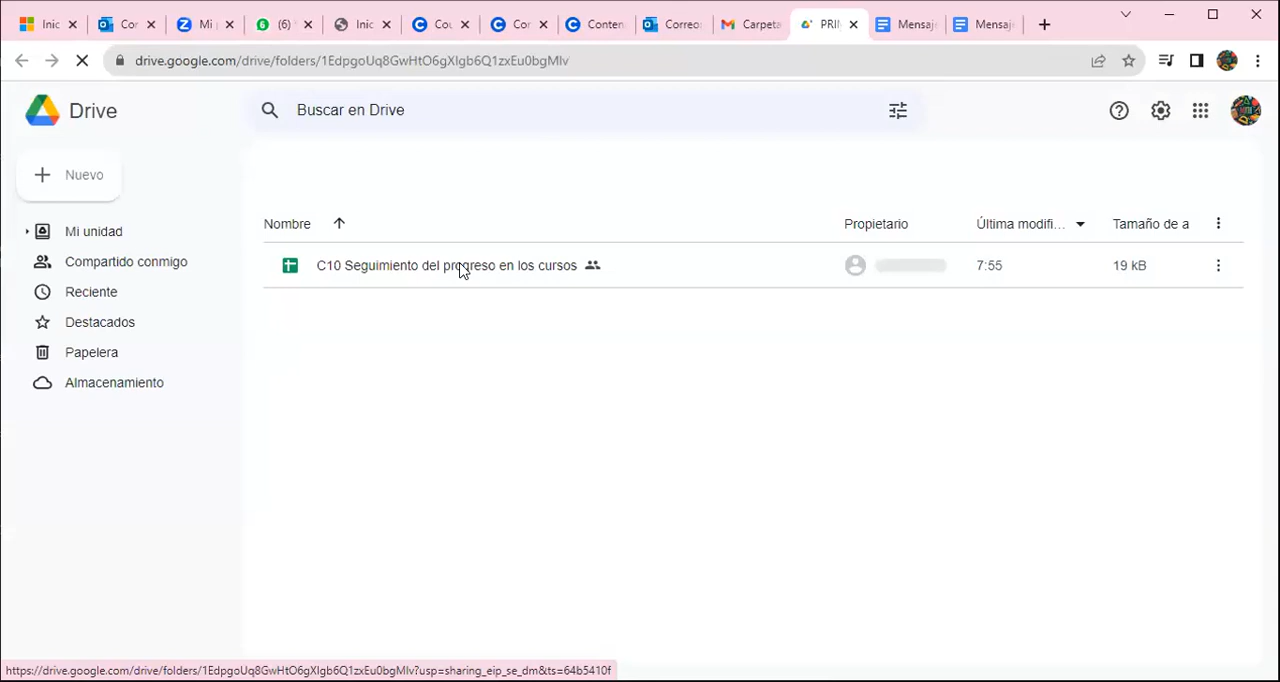 Inic
Cor
Mi
(6)
Inic
Cou
Cor
Conten
Correo
Carpeta
PRI
Mensaj
Mensaj
drive.google.com/drive/folders/1EdpgoUq8GwHtO6gXIgb6Q1zxEu0bgMIv
Drive
Buscar en Drive
Nuevo
Mi unidad
Compartido conmigo
Reciente
Destacados
Papelera
Almacenamiento
Nombre
Propietario
Última modifi...
Tamaño de a
C10 Seguimiento del progreso en los cursos
7:55
19 kB
https://drive.google.com/drive/folders/1EdpgoUq8GwHtO6gXIgb6Q1zxEu0bgMIv?usp=sharing_eip_se_dm&ts=64b5410f